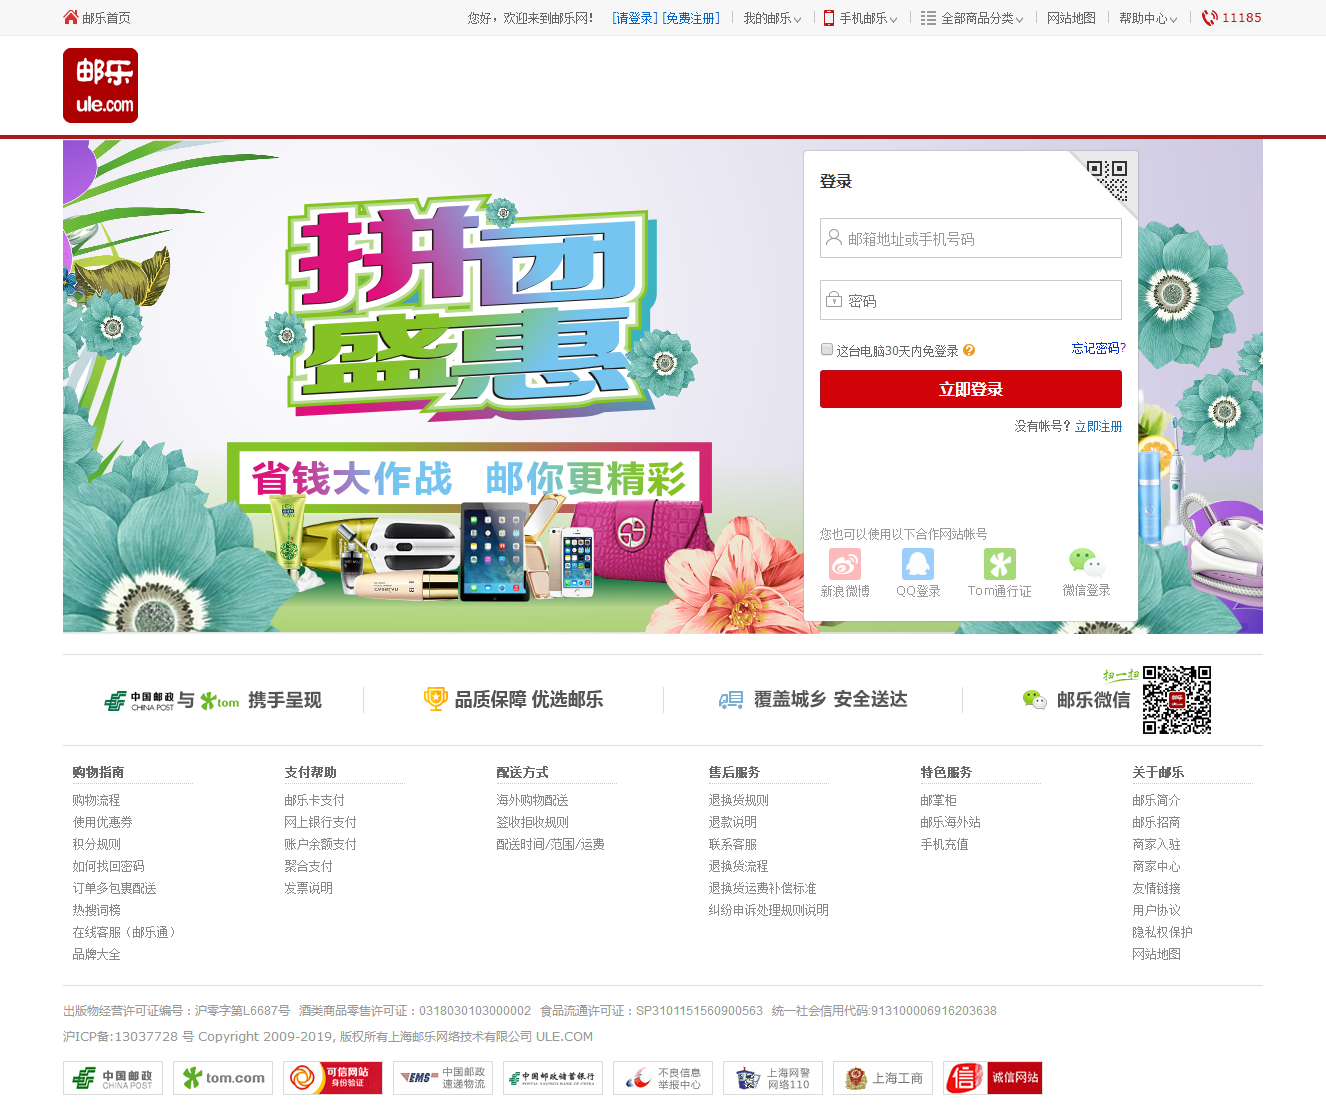 邮乐首页
您好，欢迎来到邮乐网！ [请登录] [免费注册] 我的邮乐 手机邮乐 全部商品分类 网站地图 帮助中心 11185
邮乐
ule.com
登录
邮箱地址或手机号码
密码
这台电脑30天内免登录
忘记密码?
立即登录
没有帐号？立即注册
您也可以使用以下合作网站帐号
新浪微博 QQ登录 Tom通行证 微信登录
拼团
盛惠
省钱大作战 邮你更精彩
中国邮政 CHINA POST 与 tom 携手呈现
品质保障 优选邮乐
覆盖城乡 安全送达
邮乐微信
扫一扫
购物指南
购物流程
使用优惠券
积分规则
如何找回密码
订单多包裹配送
热搜词榜
在线客服（邮乐通）
品牌大全
支付帮助
邮乐卡支付
网上银行支付
账户余额支付
聚合支付
发票说明
配送方式
海外购物配送
签收拒收规则
配送时间/范围/运费
售后服务
退换货规则
退款说明
联系客服
退换货流程
退换货运费补偿标准
纠纷申诉处理规则说明
特色服务
邮掌柜
邮乐海外站
手机充值
关于邮乐
邮乐简介
邮乐招商
商家入驻
商家中心
友情链接
用户协议
隐私权保护
网站地图
出版物经营许可证编号：沪零字第L6687号 酒类商品零售许可证：0318030103000002 食品流通许可证：SP3101151560900563 统一社会信用代码:913100006916203638
沪ICP备:13037728 号 Copyright 2009-2019, 版权所有上海邮乐网络技术有限公司 ULE.COM
中国邮政
CHINA POST
tom.com
可信网站
身份验证
EMS 中国邮政
速递物流
中国邮政储蓄银行
POSTAL SAVINGS BANK OF CHINA
不良信息
举报中心
上海网警
网络110
上海工商
信 诚信网站